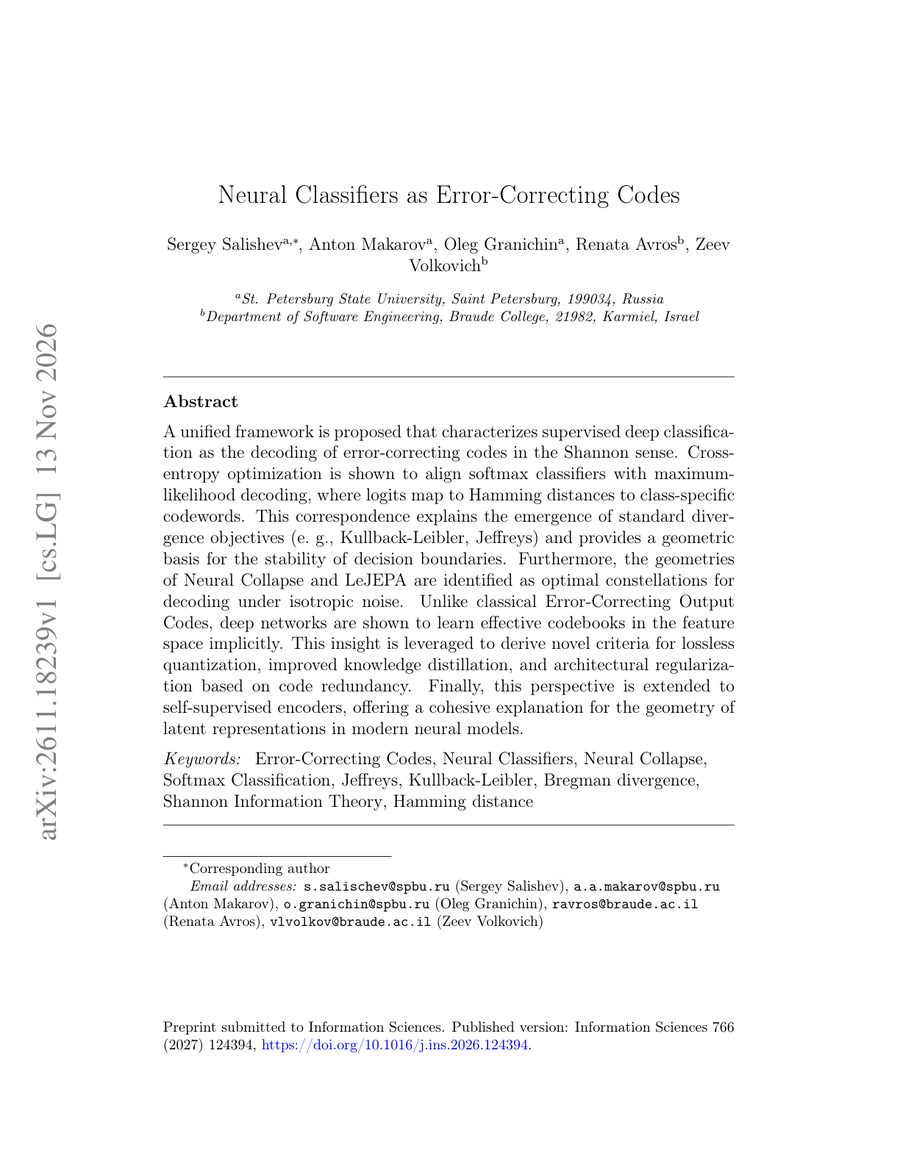 Neural Classifiers as Error-Correcting Codes
Sergey Salishevᵃ,*, Anton Makarovᵃ, Oleg Granichinᵃ, Renata Avrosᵇ, Zeev
Volkovichᵇ
ᵃSt. Petersburg State University, Saint Petersburg, 199034, Russia
ᵇDepartment of Software Engineering, Braude College, 21982, Karmiel, Israel
arXiv:2611.18239v1 [cs.LG] 13 Nov 2026
Abstract
A unified framework is proposed that characterizes supervised deep classifica-
tion as the decoding of error-correcting codes in the Shannon sense. Cross-
entropy optimization is shown to align softmax classifiers with maximum-
likelihood decoding, where logits map to Hamming distances to class-specific
codewords. This correspondence explains the emergence of standard diver-
gence objectives (e. g., Kullback-Leibler, Jeffreys) and provides a geometric
basis for the stability of decision boundaries. Furthermore, the geometries
of Neural Collapse and LeJEPA are identified as optimal constellations for
decoding under isotropic noise. Unlike classical Error-Correcting Output
Codes, deep networks are shown to learn effective codebooks in the feature
space implicitly. This insight is leveraged to derive novel criteria for lossless
quantization, improved knowledge distillation, and architectural regulariza-
tion based on code redundancy. Finally, this perspective is extended to
self-supervised encoders, offering a cohesive explanation for the geometry of
latent representations in modern neural models.
Keywords: Error-Correcting Codes, Neural Classifiers, Neural Collapse,
Softmax Classification, Jeffreys, Kullback-Leibler, Bregman divergence,
Shannon Information Theory, Hamming distance
*Corresponding author
Email addresses: s.salischev@spbu.ru (Sergey Salishev), a.a.makarov@spbu.ru
(Anton Makarov), o.granichin@spbu.ru (Oleg Granichin), ravros@braude.ac.il
(Renata Avros), vlvolkov@braude.ac.il (Zeev Volkovich)
Preprint submitted to Information Sciences. Published version: Information Sciences 766
(2027) 124394, https://doi.org/10.1016/j.ins.2026.124394.